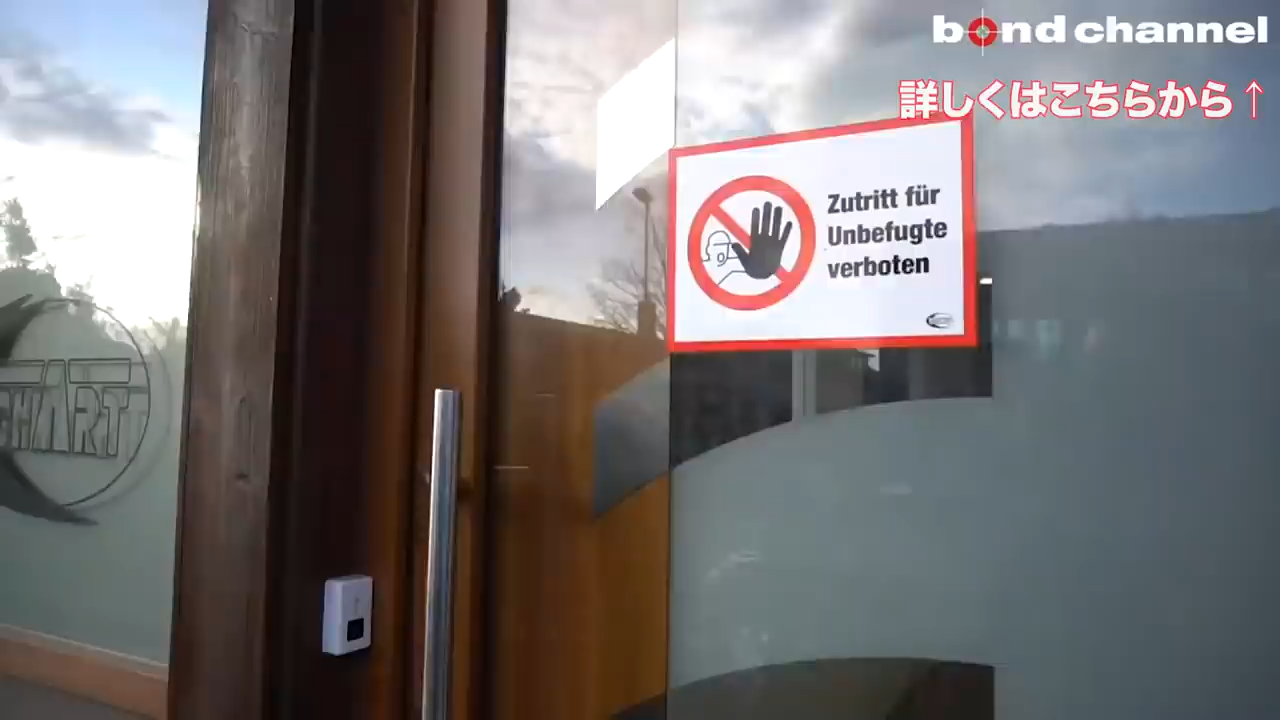 bond channel
詳しくはこちらから↑
Zutritt für
Unbefugte
verboten